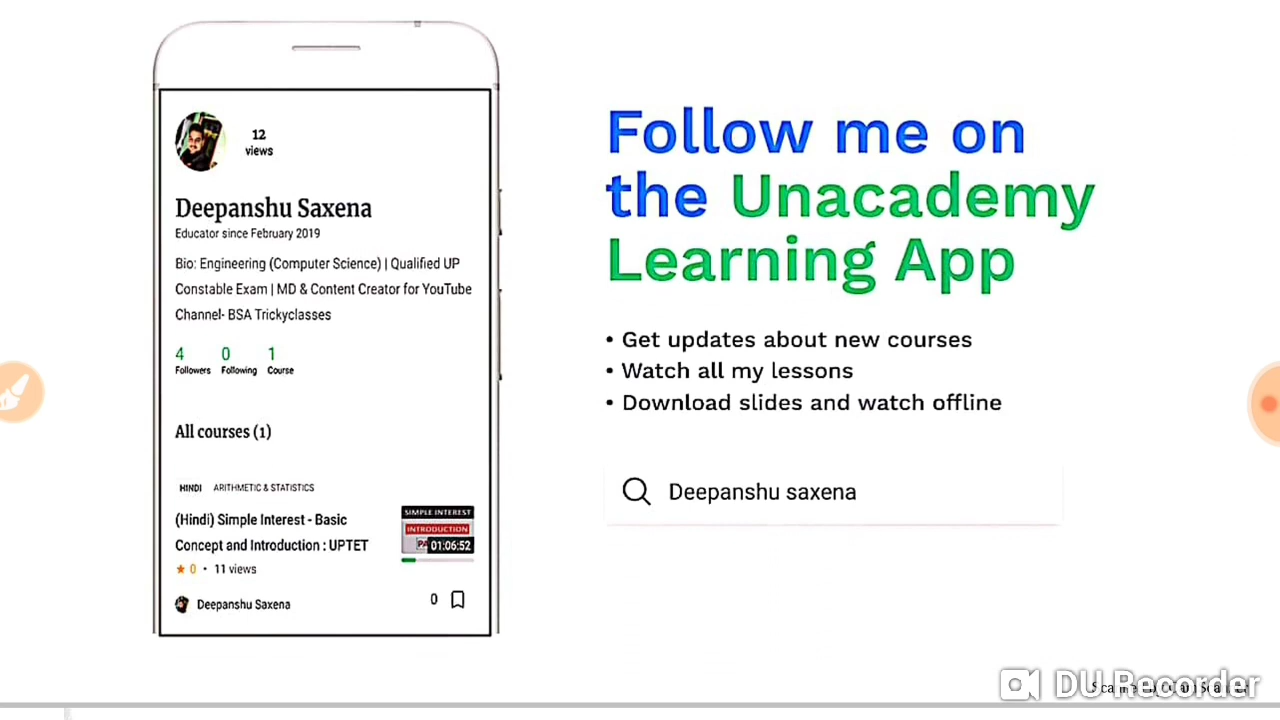 12
views
Deepanshu Saxena
Educator since February 2019
Bio: Engineering (Computer Science) | Qualified UP
Constable Exam | MD & Content Creator for YouTube
Channel- BSA Trickyclasses
4 0 1
Followers Following Course
All courses (1)
HINDI ARITHMETIC & STATISTICS
(Hindi) Simple Interest - Basic
Concept and Introduction : UPTET
★ 0 • 11 views
Deepanshu Saxena 0
SIMPLE INTEREST
INTRODUCTION
01:06:52
Follow me on
the Unacademy
Learning App
• Get updates about new courses
• Watch all my lessons
• Download slides and watch offline
Deepanshu saxena
DU Recorder